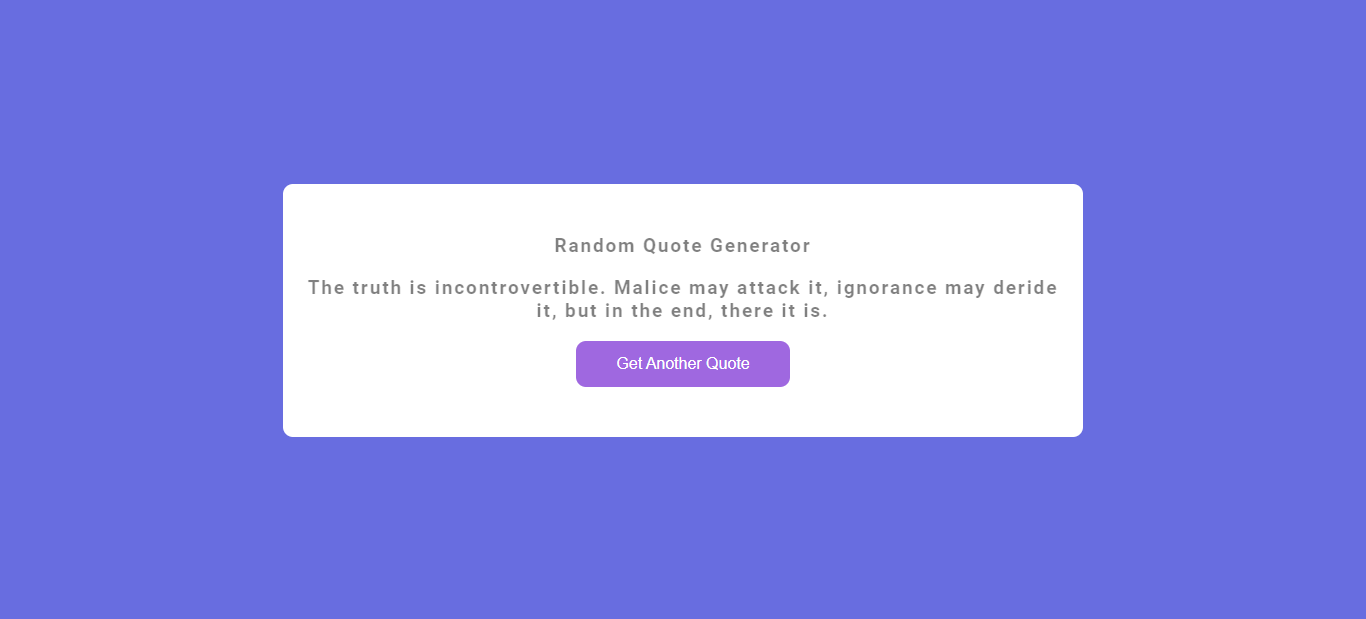 Random Quote Generator
The truth is incontrovertible. Malice may attack it, ignorance may deride
it, but in the end, there it is.
Get Another Quote